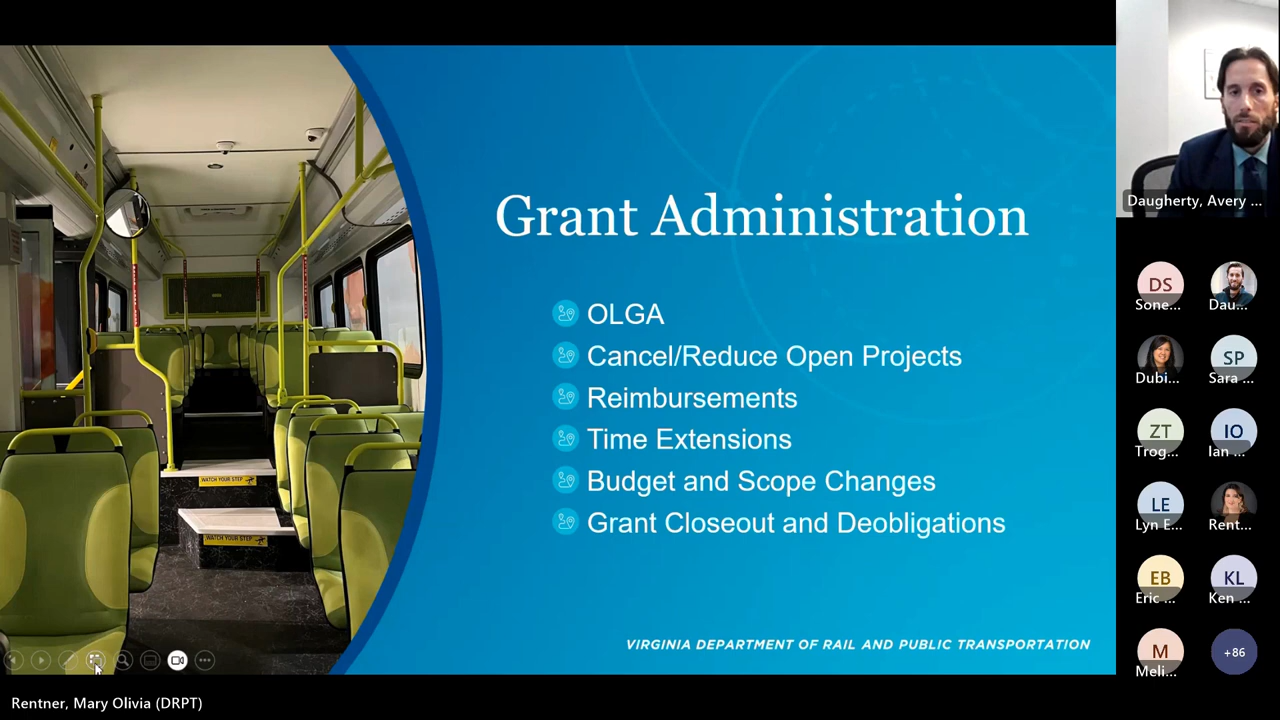 Grant Administration
OLGA
Cancel/Reduce Open Projects
Reimbursements
Time Extensions
Budget and Scope Changes
Grant Closeout and Deobligations
VIRGINIA DEPARTMENT OF RAIL AND PUBLIC TRANSPORTATION
WATCH YOUR STEP
WATCH YOUR STEP
Daugherty, Avery ...
DS
Sone...
Dau...
Dubi...
SP
Sara ...
ZT
Trog...
IO
Ian ...
LE
Lyn E...
Rent...
EB
Eric ...
KL
Ken ...
M
Meli...
+86
Rentner, Mary Olivia (DRPT)